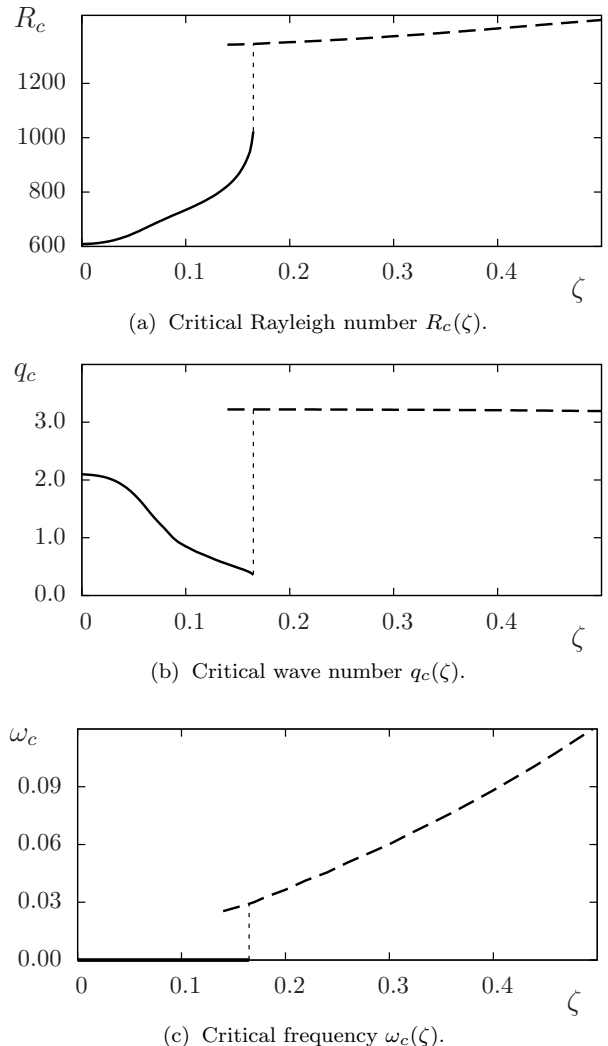 R_c
1200
1000
800
600
0 0.1 0.2 0.3 0.4
ζ
(a) Critical Rayleigh number R_c(ζ).
q_c
3.0
2.0
1.0
0.0
0 0.1 0.2 0.3 0.4
ζ
(b) Critical wave number q_c(ζ).
ω_c
0.09
0.06
0.03
0.00
0 0.1 0.2 0.3 0.4
ζ
(c) Critical frequency ω_c(ζ).